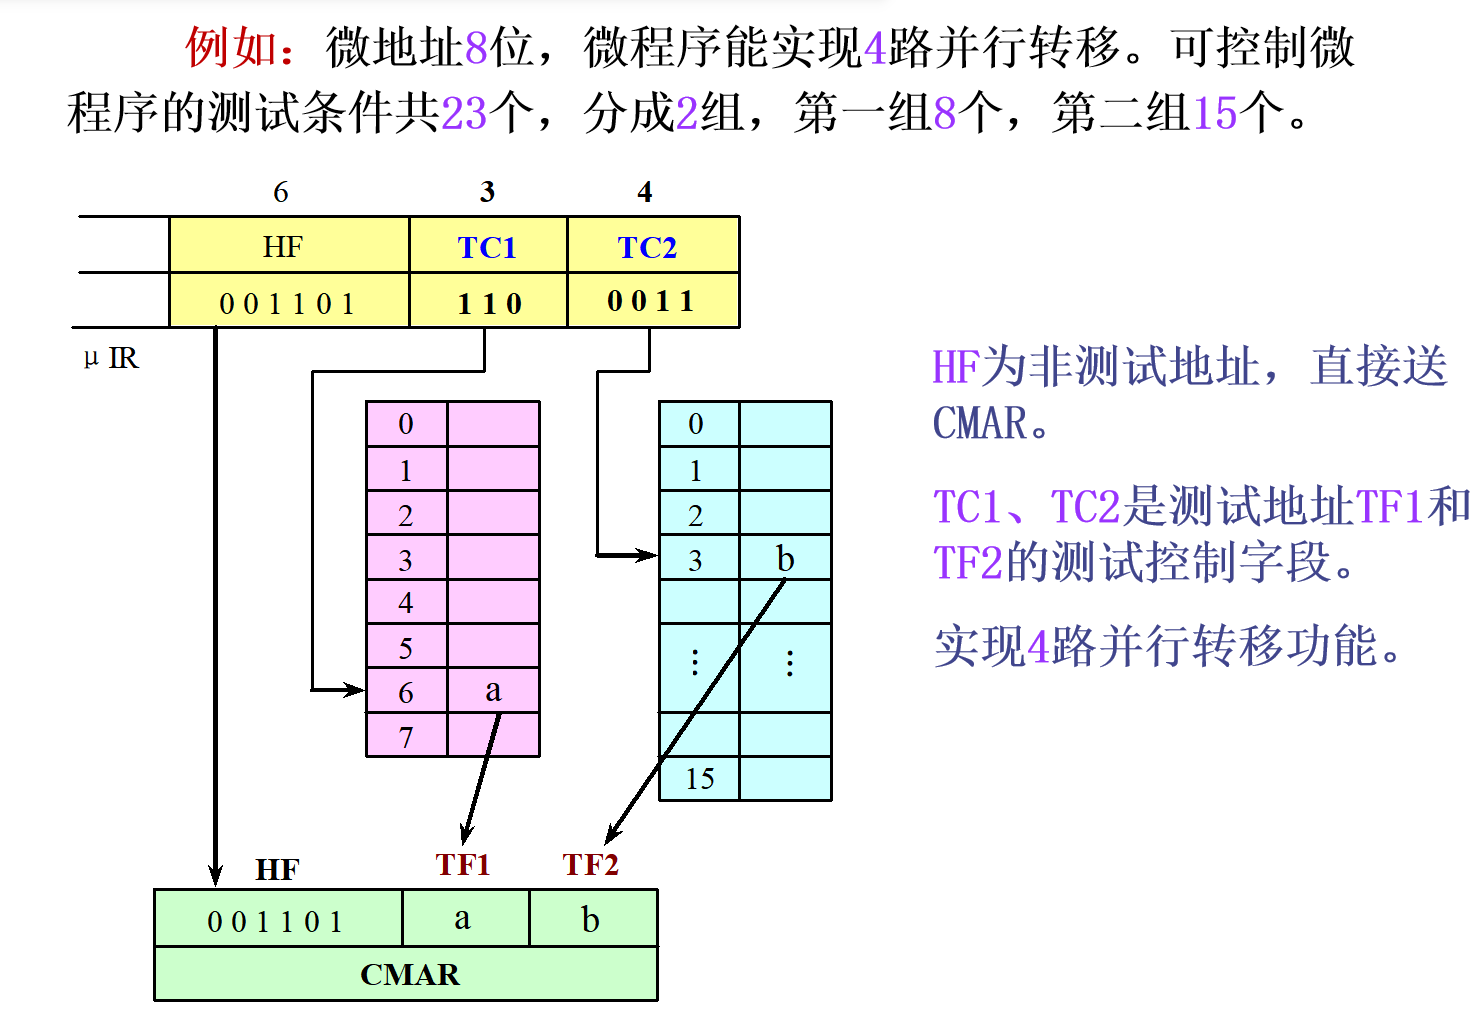 例如：微地址8位，微程序能实现4路并行转移。可控制微
程序的测试条件共23个，分成2组，第一组8个，第二组15个。
6 3 4
HF TC1 TC2
0 0 1 1 0 1 1 1 0 0 0 1 1
μ IR
0
1
2
3
4
5
6 a
7
0
1
2
3 b
⋮ ⋮
15
HF为非测试地址，直接送
CMAR。
TC1、TC2是测试地址TF1和
TF2的测试控制字段。
实现4路并行转移功能。
HF TF1 TF2
0 0 1 1 0 1 a b
CMAR